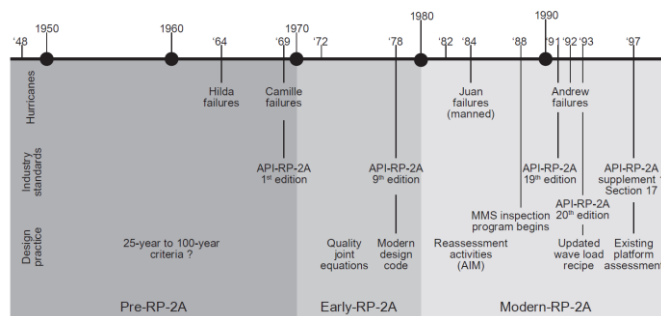 1950
1960
1970
1980
1990
'48
'64
'69
'72
'78
'82
'84
'88
'91
'92
'93
'97
Hurricanes
Hilda
failures
Camille
failures
Juan
failures
(manned)
Andrew
failures
Industry
standards
API-RP-2A
1st edition
API-RP-2A
9th edition
API-RP-2A
19th edition
API-RP-2A
supplement 1
Section 17
API-RP-2A
20th edition
MMS inspection
program begins
Design
practice
25-year to 100-year
criteria ?
Quality
joint
equations
Modern
design
code
Reassessment
activities
(AIM)
Updated
wave load
recipe
Existing
platform
assessment
Pre-RP-2A
Early-RP-2A
Modern-RP-2A